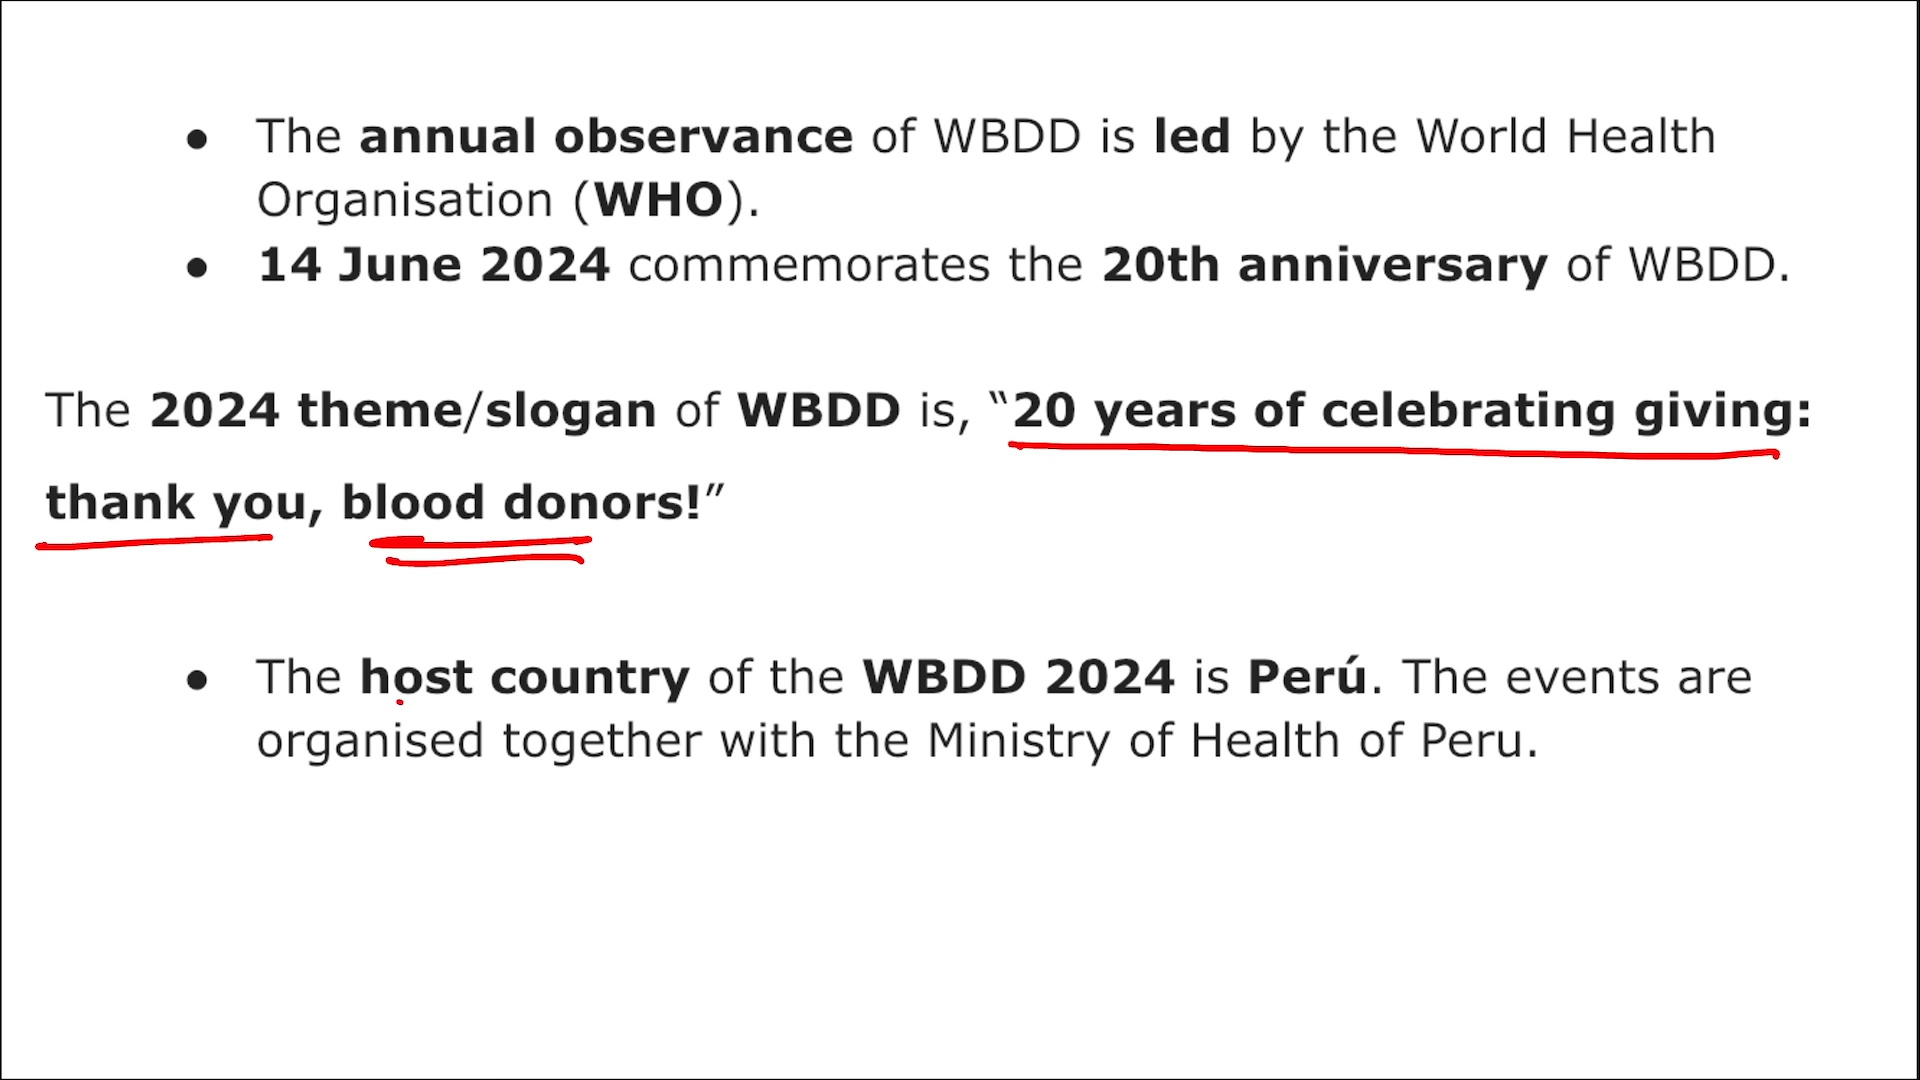 ● The annual observance of WBDD is led by the World Health
Organisation (WHO).
● 14 June 2024 commemorates the 20th anniversary of WBDD.
The 2024 theme/slogan of WBDD is, “20 years of celebrating giving:
thank you, blood donors!”
● The host country of the WBDD 2024 is Perú. The events are
organised together with the Ministry of Health of Peru.